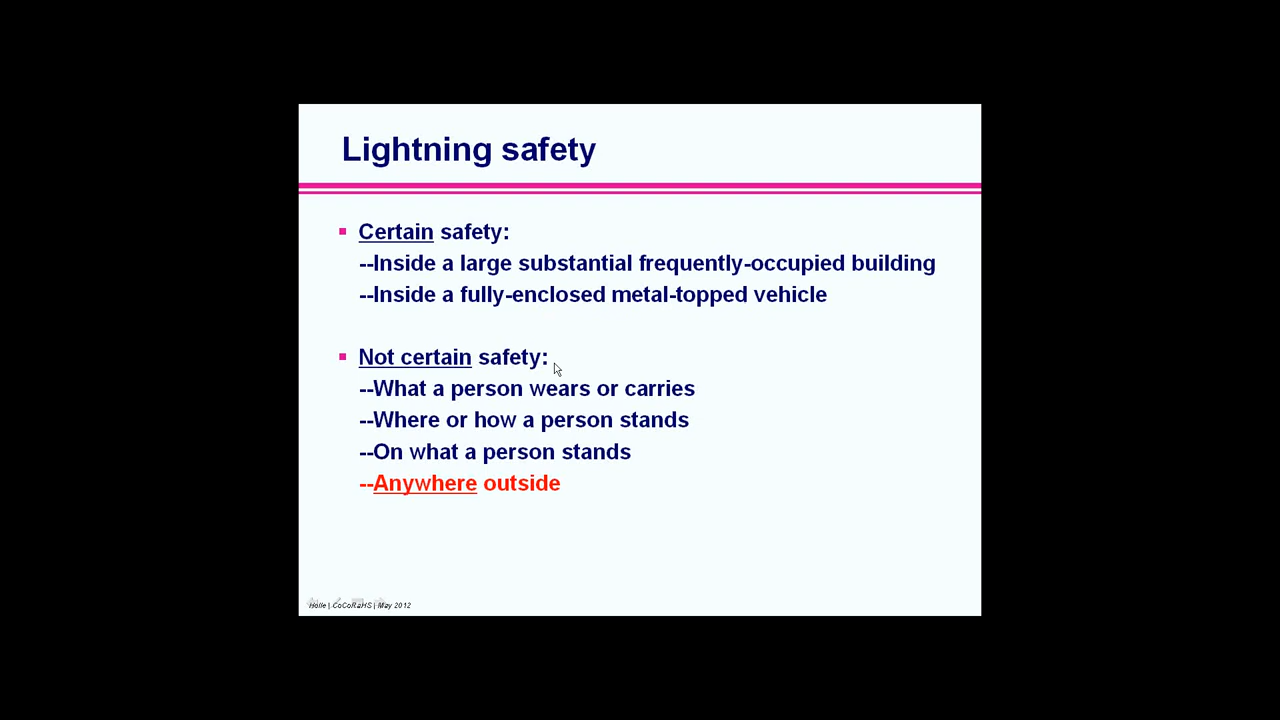 Lightning safety
Certain safety:
--Inside a large substantial frequently-occupied building
--Inside a fully-enclosed metal-topped vehicle
Not certain safety:
--What a person wears or carries
--Where or how a person stands
--On what a person stands
--Anywhere outside
Holle | CoCoRaHS | May 2012